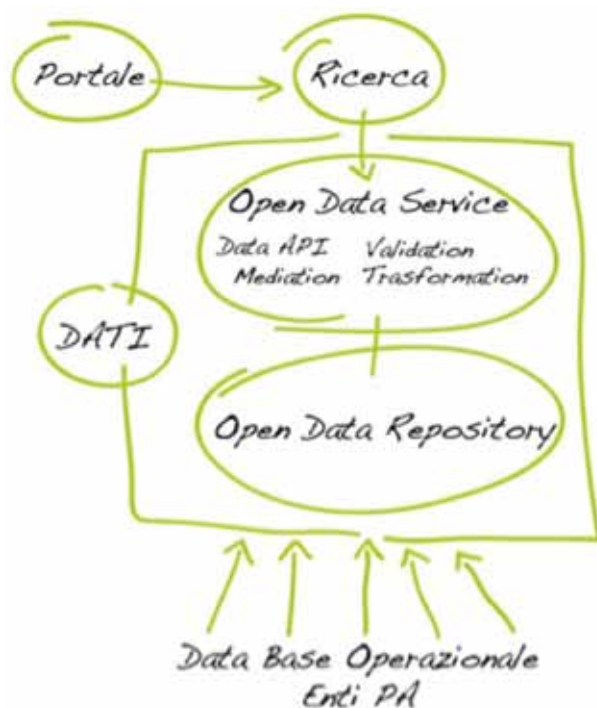 Portale
Ricerca
Open Data Service
Data API Validation
Mediation Trasformation
DATI
Open Data Repository
Data Base Operazionale
Enti PA